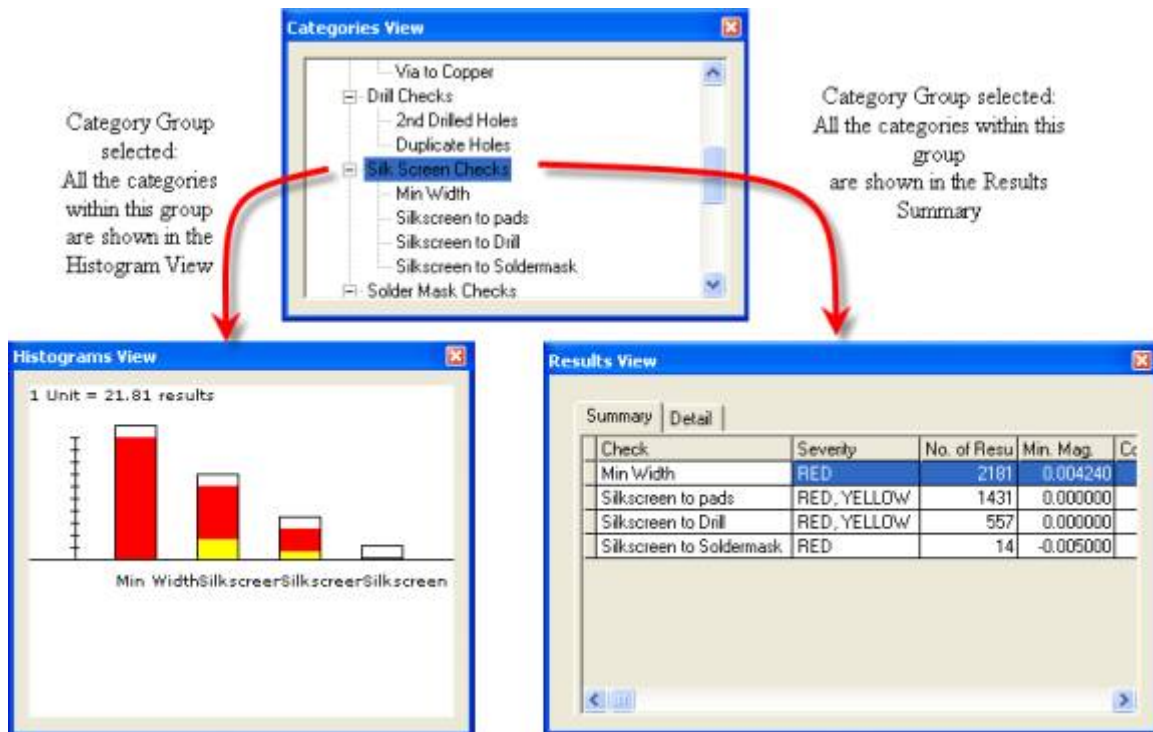 Categories View
Via to Copper
Drill Checks
2nd Drilled Holes
Duplicate Holes
Silk Screen Checks
Min Width
Silkscreen to pads
Silkscreen to Drill
Silkscreen to Soldermask
Solder Mask Checks
Category Group
selected:
All the categories
within this group
are shown in the
Histogram View
Category Group selected:
All the categories within this
group
are shown in the Results
Summary
Histograms View
1 Unit = 21.81 results
Min WidthSilkscreerSilkscreerSilkscreen
Results View
Summary Detail
Check Severity No. of Resu Min. Mag. Co
Min Width RED 2181 0.004240
Silkscreen to pads RED, YELLOW 1431 0.000000
Silkscreen to Drill RED, YELLOW 557 0.000000
Silkscreen to Soldermask RED 14 -0.005000